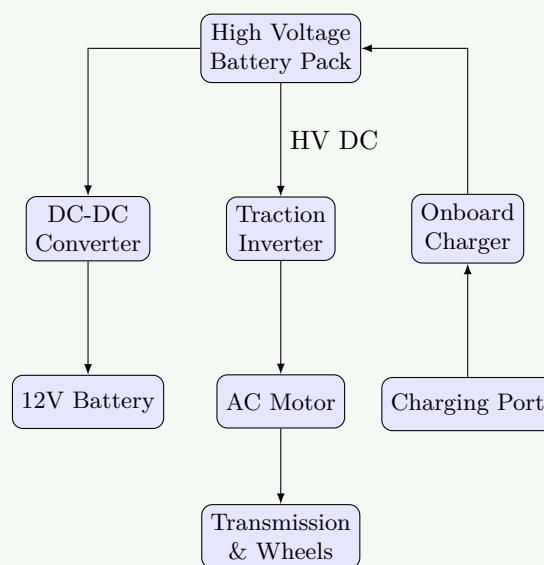 High Voltage
Battery Pack
HV DC
DC-DC
Converter
Traction
Inverter
Onboard
Charger
12V Battery
AC Motor
Charging Port
Transmission
& Wheels